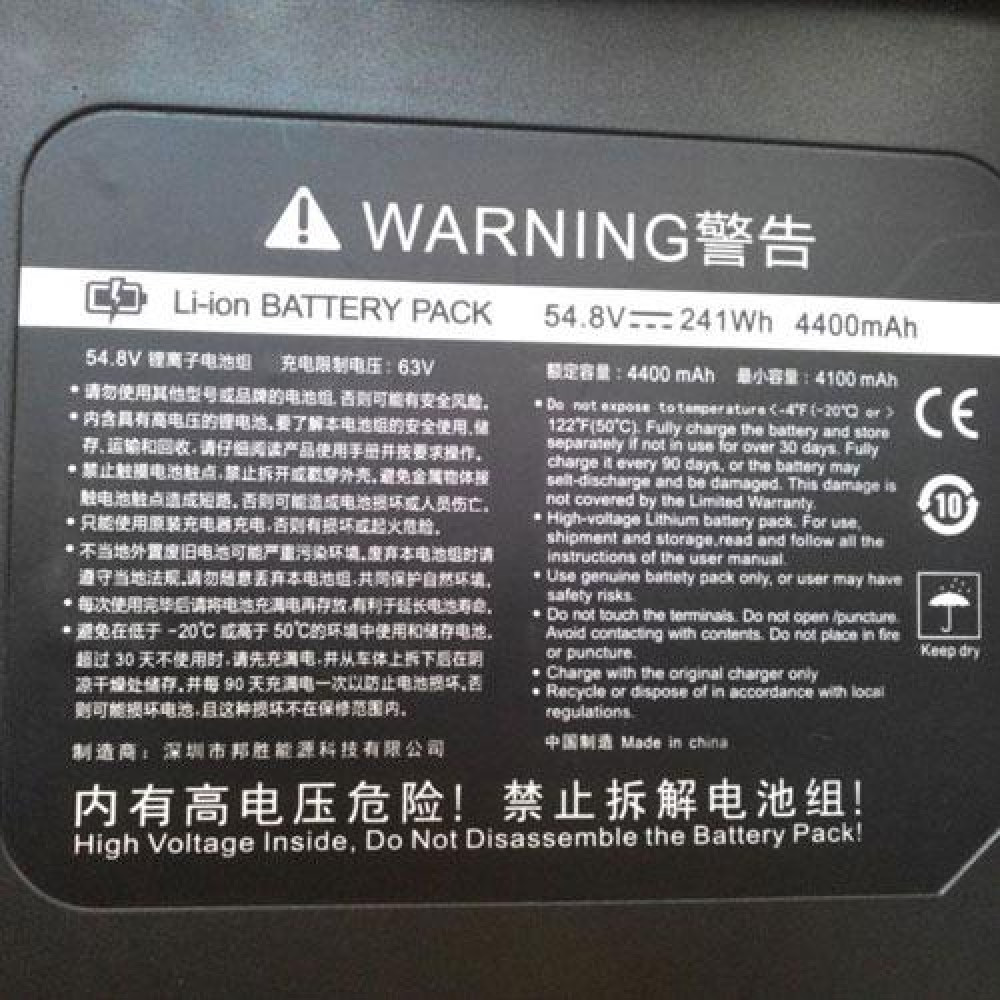 WARNING警告
Li-ion BATTERY PACK 54.8V 241Wh 4400mAh
54.8V 锂离子电池组 充电限制电压：63V
• 请勿使用其他型号或品牌的电池组,否则可能有安全风险。
• 内含具有高电压的锂电池,要了解本电池组的安全使用,储
存,运输和回收,请仔细阅读产品使用手册并按要求操作。
• 禁止触摸电池触点,禁止拆开或戳穿外壳,避免金属物体接
触电池触点造成短路,否则可能造成电池损坏或人员伤亡。
• 只能使用原装充电器充电,否则有损坏或起火危险。
• 不当地外置废旧电池可能严重污染环境,废弃本电池组时请
遵守当地法规,请勿随意丢弃本电池组,共同保护自然环境。
• 每次使用完毕后请将电池充满电再存放,有利于延长电池寿命。
• 避免在低于 -20℃ 或高于 50℃的环境中使用和储存电池。
超过 30 天不使用时,请先充满电,并从车体上拆下后在阴
凉干燥处储存,并每 90 天充满电一次以防止电池损坏,否
则可能损坏电池,且这种损坏不在保修范围内。
制造商：深圳市邦胜能源科技有限公司
额定容量：4400 mAh 最小容量：4100 mAh
• Do not expose to temperature <-4℉(-20℃) or >
122℉(50℃). Fully charge the battery and store
separately if not in use for over 30 days. Fully
charge it every 90 days, or the battery may
selt-discharge and be damaged. This damage is
not covered by the Limited Warranty.
• High-voltage Lithium battery pack. For use,
shipment and storage,read and follow all the
instructions of the user manual.
• Use genuine battety pack only, or user may have
safety risks.
• Do not touch the terminals. Do not open /puncture.
Avoid contacting with contents. Do not place in fire
or puncture.
• Charge with the original charger only
• Recycle or dispose of in accordance with local
regulations.
中国制造 Made in china
CE
10
Keep dry
内有高电压危险！禁止拆解电池组！
High Voltage Inside, Do Not Disassemble the Battery Pack!